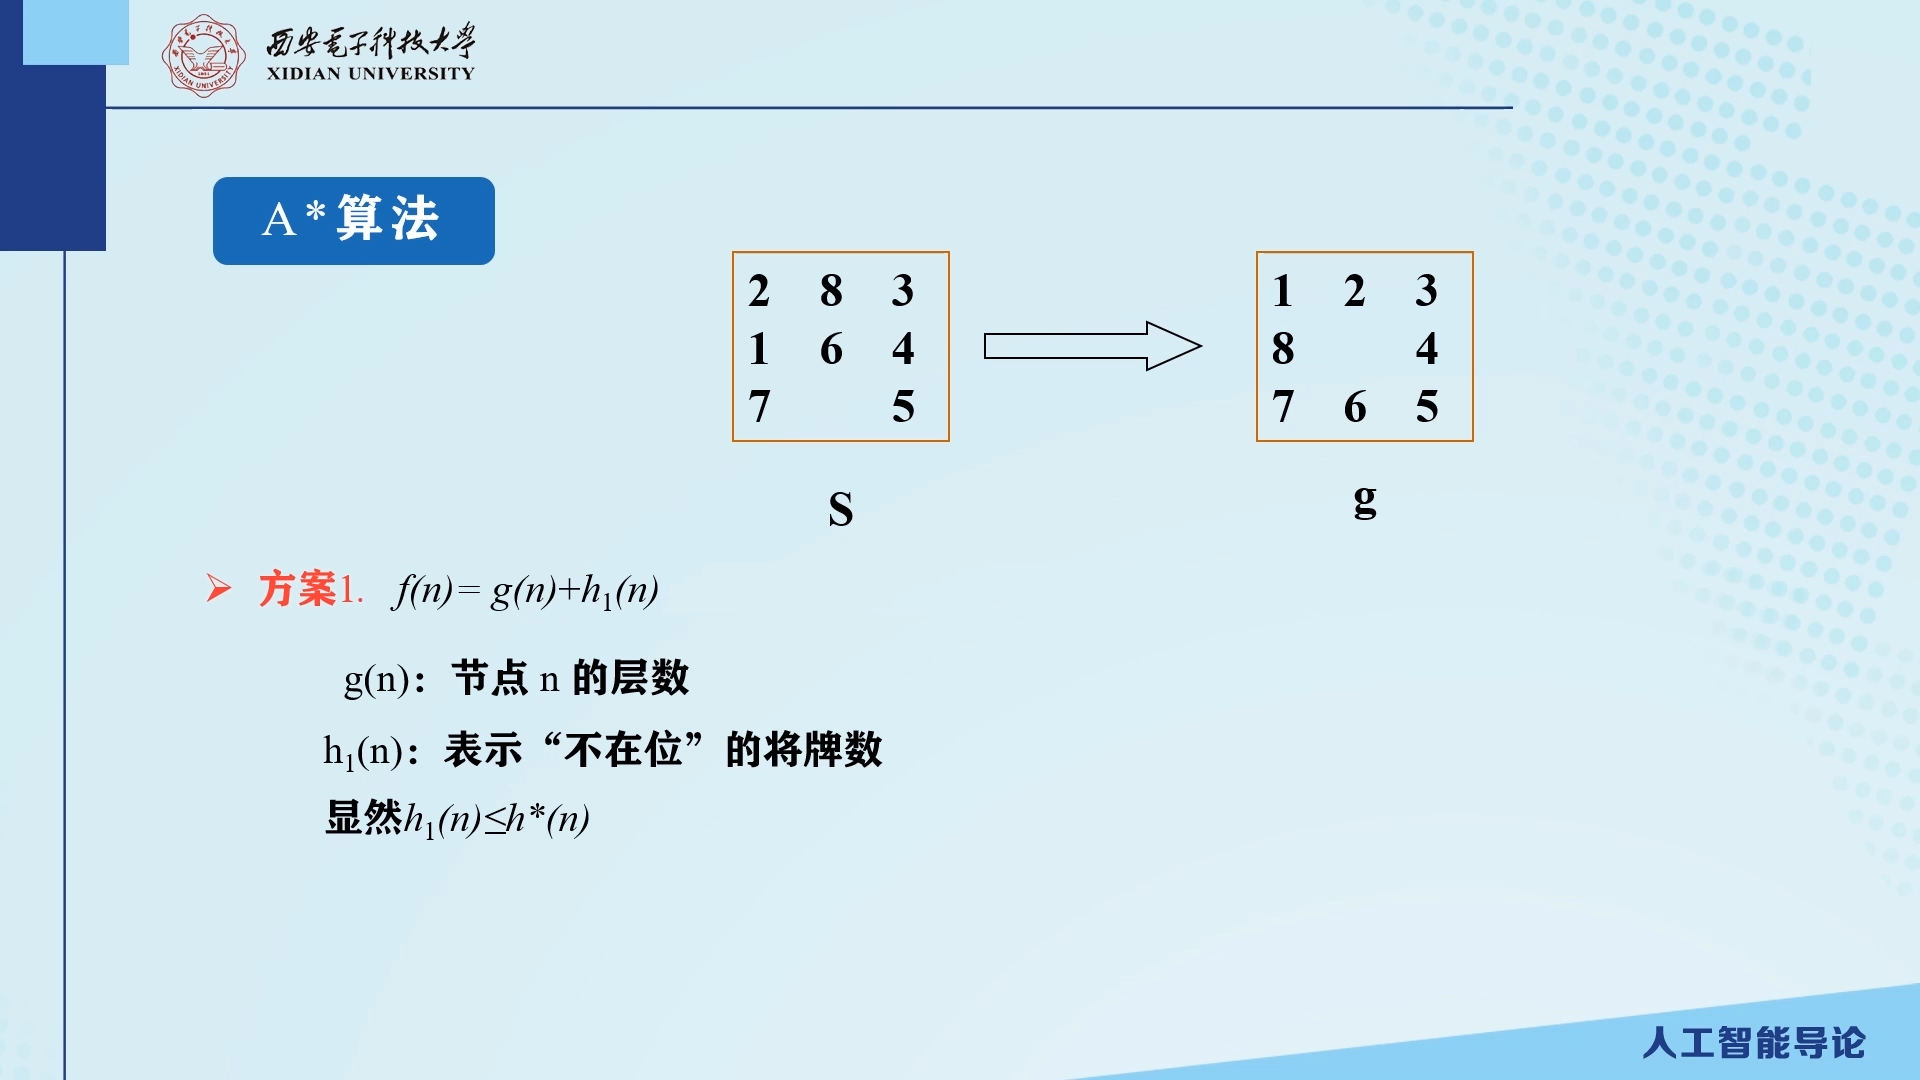 西安电子科技大学
XIDIAN UNIVERSITY
A*算法
2 8 3
1 6 4
7 5
S
1 2 3
8 4
7 6 5
g
方案1. f(n)= g(n)+h₁(n)
g(n)：节点 n 的层数
h₁(n)：表示“不在位”的将牌数
显然h₁(n)≤h*(n)
人工智能导论